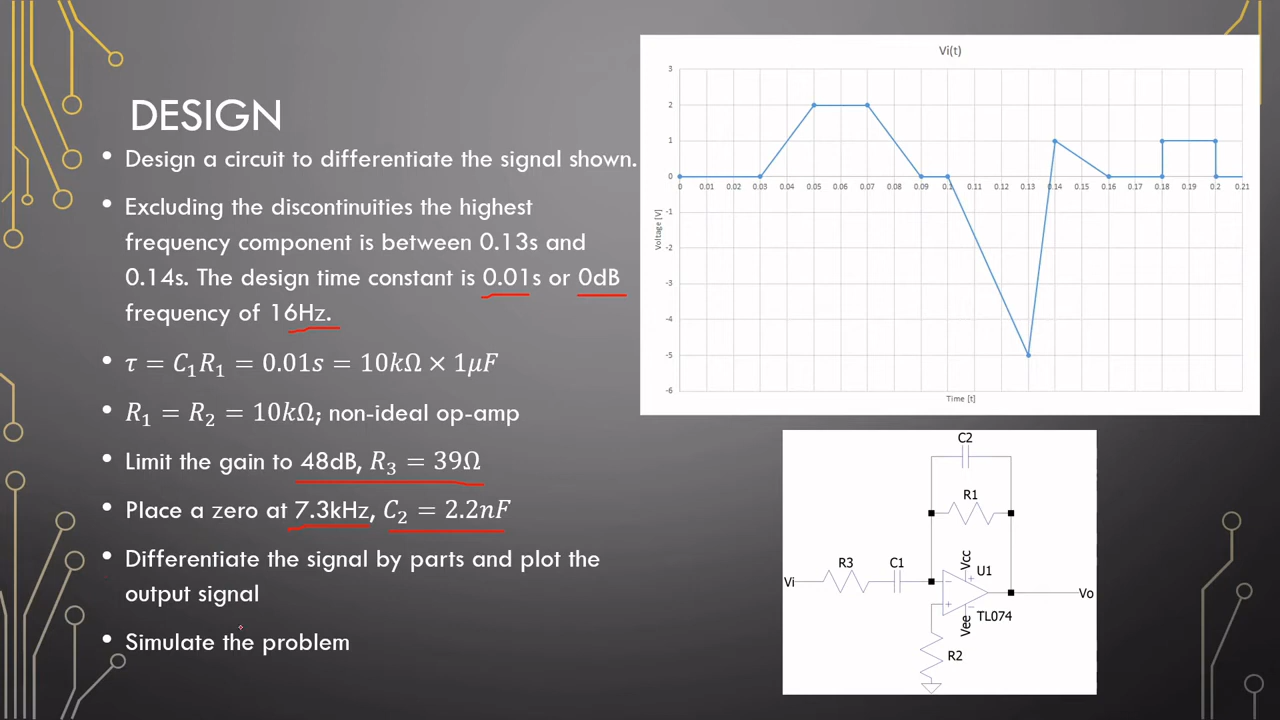 DESIGN
• Design a circuit to differentiate the signal shown.
• Excluding the discontinuities the highest
frequency component is between 0.13s and
0.14s. The design time constant is 0.01s or 0dB
frequency of 16Hz.
• τ = C₁R₁ = 0.01s = 10kΩ × 1μF
• R₁ = R₂ = 10kΩ; non-ideal op-amp
• Limit the gain to 48dB, R₃ = 39Ω
• Place a zero at 7.3kHz, C₂ = 2.2nF
• Differentiate the signal by parts and plot the
output signal
• Simulate the problem
Vi(t)
3
2
1
0
-1
-2
-3
-4
-5
-6
0 0.01 0.02 0.03 0.04 0.05 0.06 0.07 0.08 0.09 0.1 0.11 0.12 0.13 0.14 0.15 0.16 0.17 0.18 0.19 0.2 0.21
Voltage [V]
Time [t]
C2
R1
Vi
R3
C1
Vcc
U1
−
+
+
−
Vee
TL074
Vo
R2